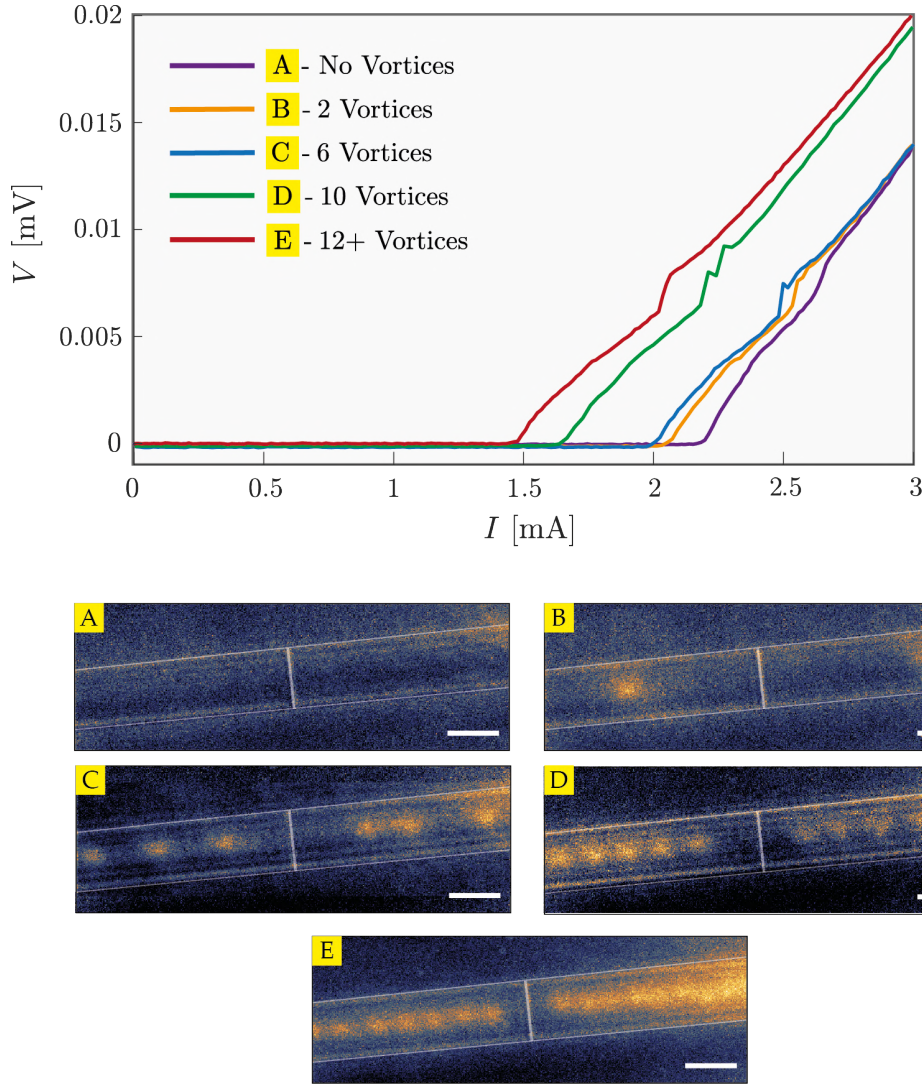 0.02
0.015
0.01
0.005
0
V [mV]
A - No Vortices
B - 2 Vortices
C - 6 Vortices
D - 10 Vortices
E - 12+ Vortices
0 0.5 1 1.5 2 2.5 3
I [mA]
A
B
C
D
E